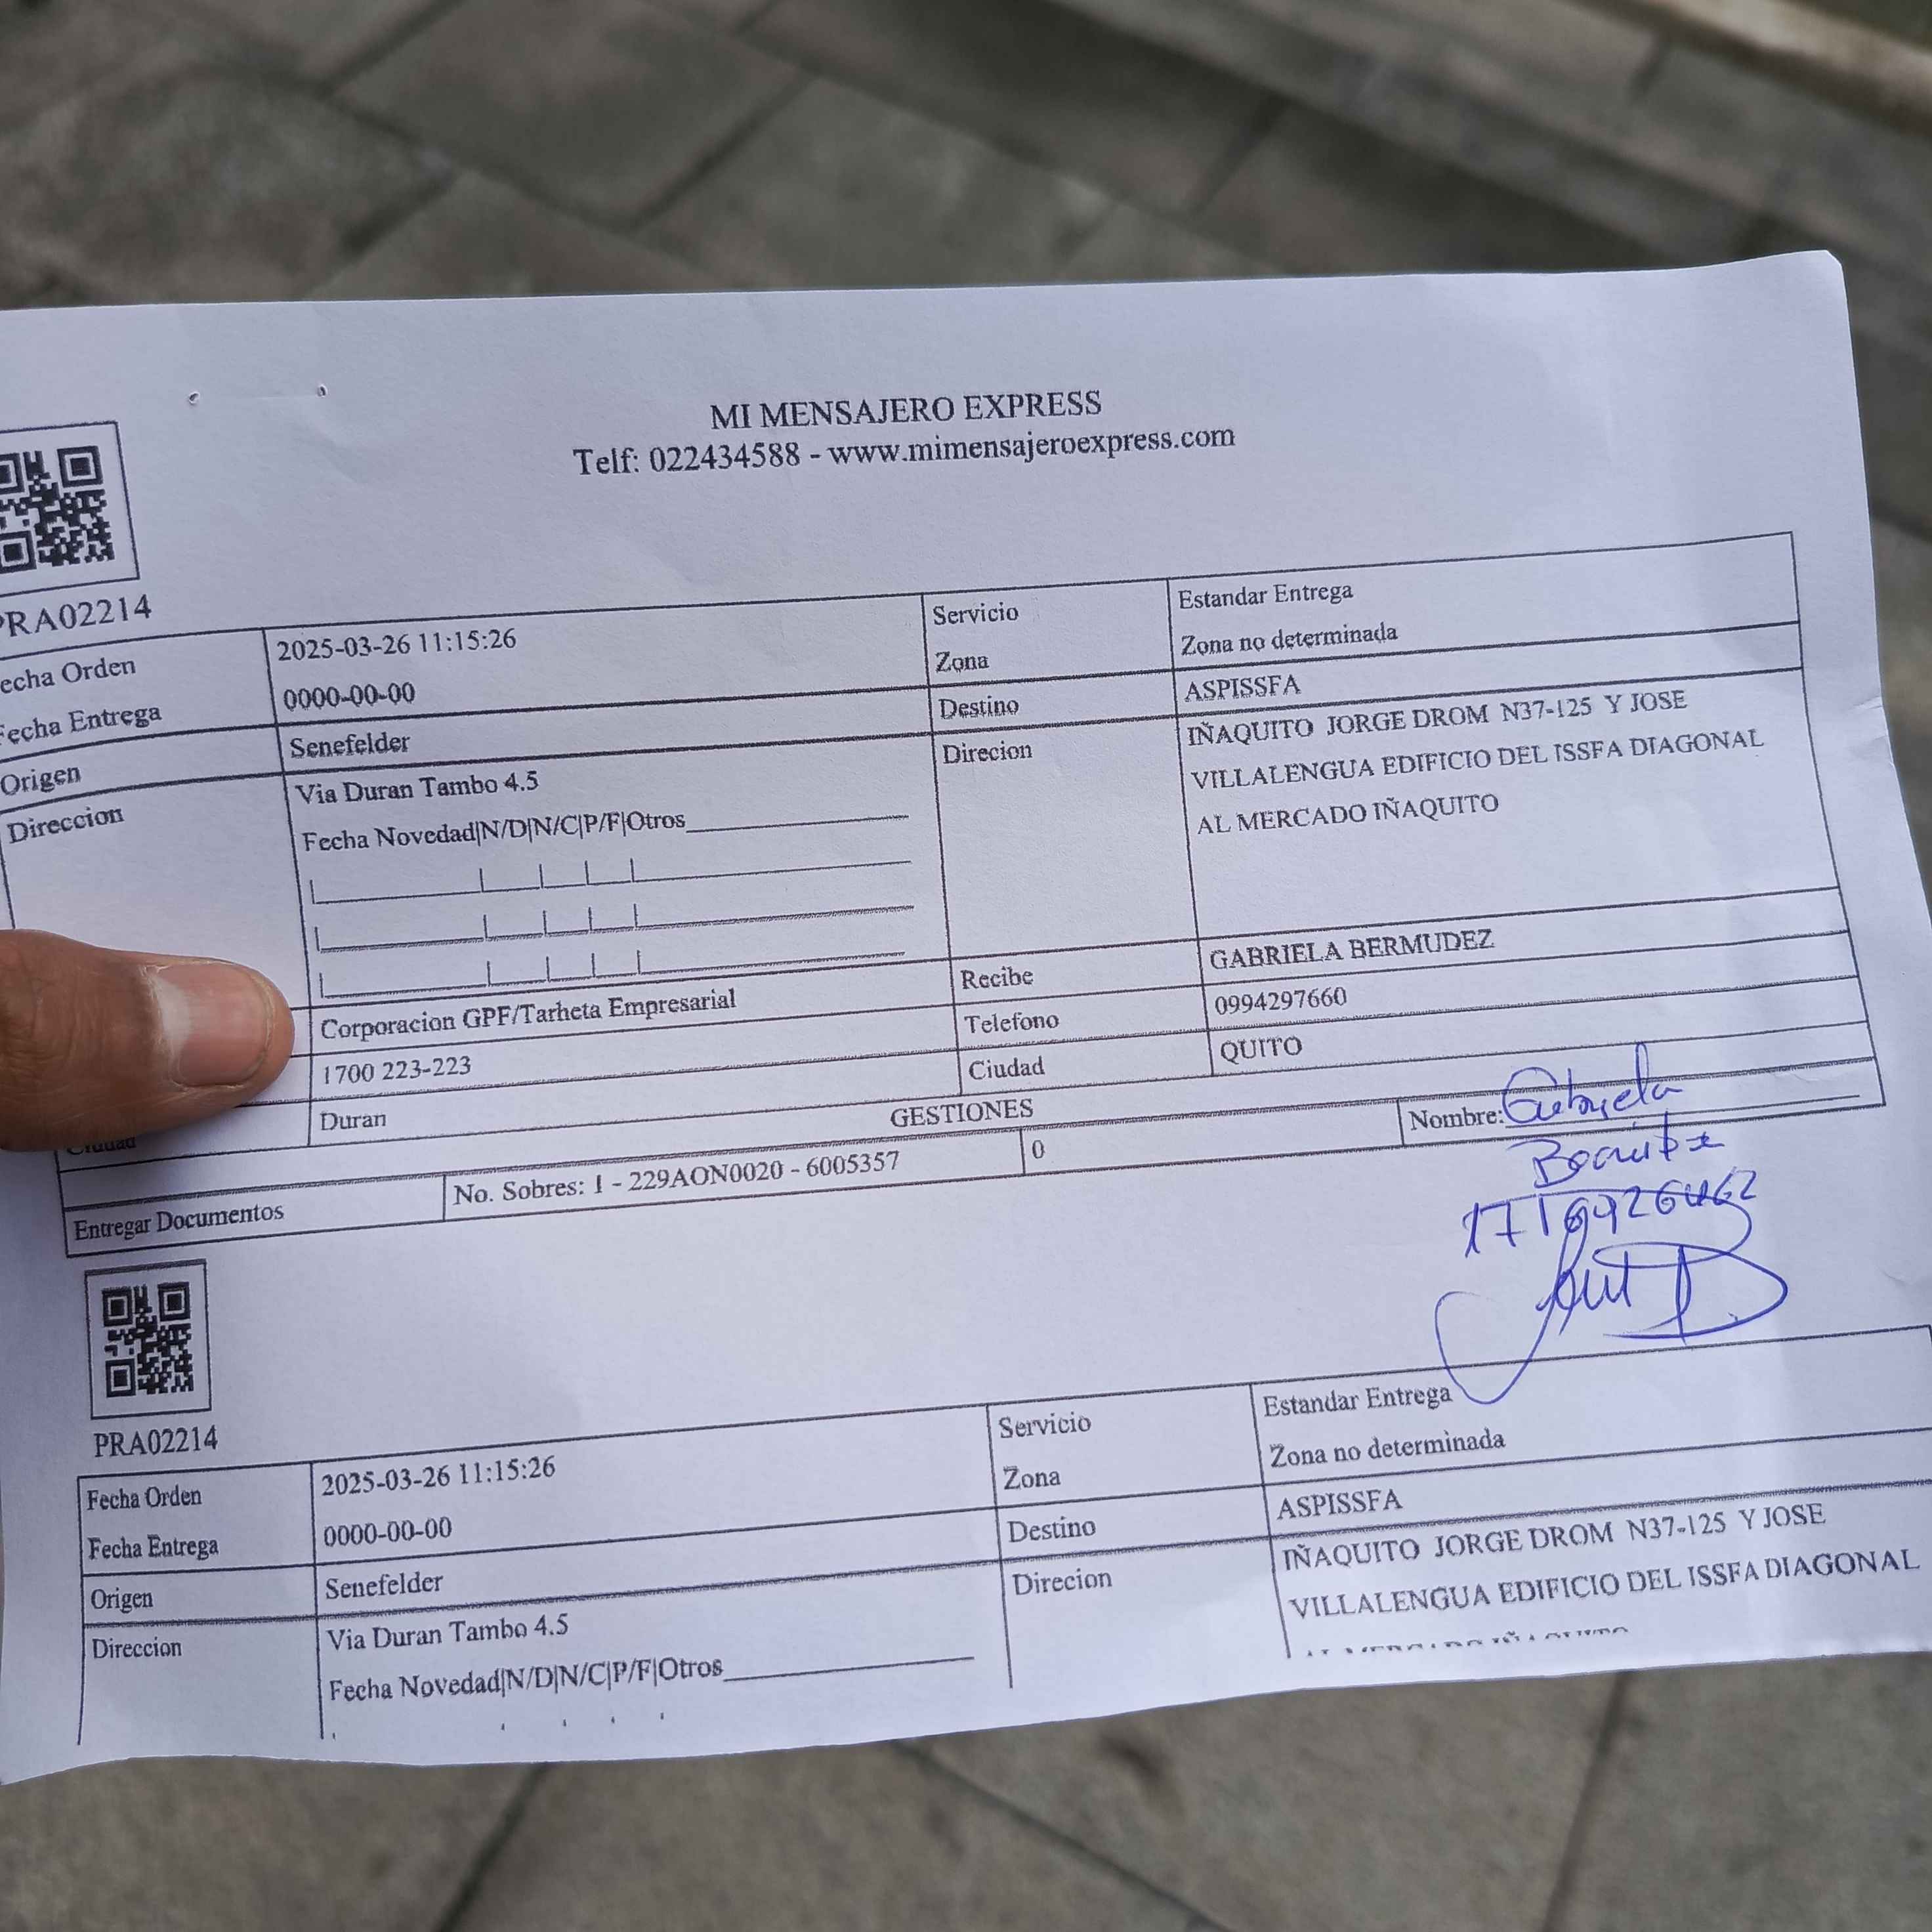 MI MENSAJERO EXPRESS
Telf: 022434588 - www.mimensajeroexpress.com
PRA02214
echa Orden 2025-03-26 11:15:26 Servicio Estandar Entrega
Fecha Entrega 0000-00-00 Zona Zona no determinada
Origen Senefelder Destino ASPISSFA
Direccion Via Duran Tambo 4.5 Direcion IÑAQUITO JORGE DROM N37-125 Y JOSE
Fecha Novedad|N/D|N/C|P/F|Otros VILLALENGUA EDIFICIO DEL ISSFA DIAGONAL
AL MERCADO IÑAQUITO
Corporacion GPF/Tarheta Empresarial Recibe GABRIELA BERMUDEZ
1700 223-223 Telefono 0994297660
Ciudad Duran Ciudad QUITO
GESTIONES
Entregar Documentos No. Sobres: 1 - 229AON0020 - 6005357 0 Nombre: Gabriela
PRA02214
Fecha Orden 2025-03-26 11:15:26 Servicio Estandar Entrega
Fecha Entrega 0000-00-00 Zona Zona no determinada
Origen Senefelder Destino ASPISSFA
Direccion Via Duran Tambo 4.5 Direcion IÑAQUITO JORGE DROM N37-125 Y JOSE
Fecha Novedad|N/D|N/C|P/F|Otros VILLALENGUA EDIFICIO DEL ISSFA DIAGONAL